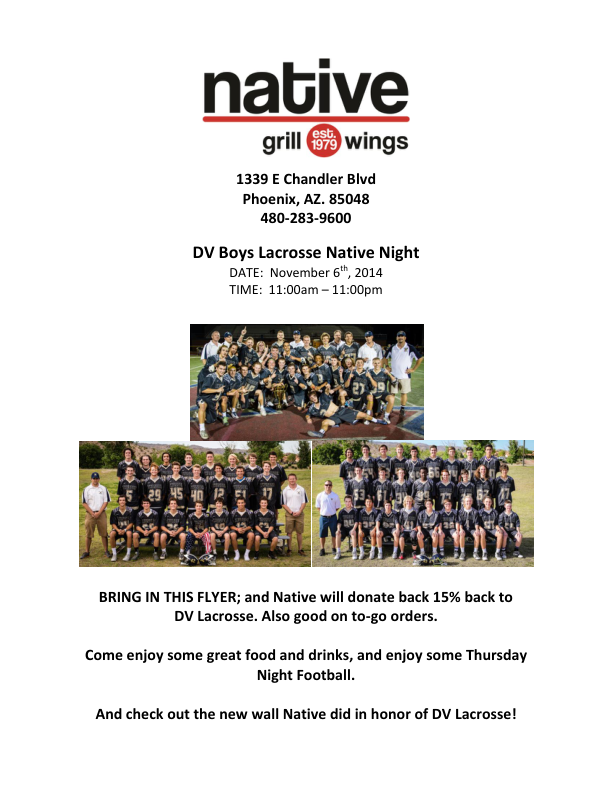 native
grill est. 1979 wings
1339 E Chandler Blvd
Phoenix, AZ. 85048
480-283-9600
DV Boys Lacrosse Native Night
DATE:  November 6th, 2014
TIME:  11:00am – 11:00pm
BRING IN THIS FLYER; and Native will donate back 15% back to
DV Lacrosse. Also good on to-go orders.
Come enjoy some great food and drinks, and enjoy some Thursday
Night Football.
And check out the new wall Native did in honor of DV Lacrosse!